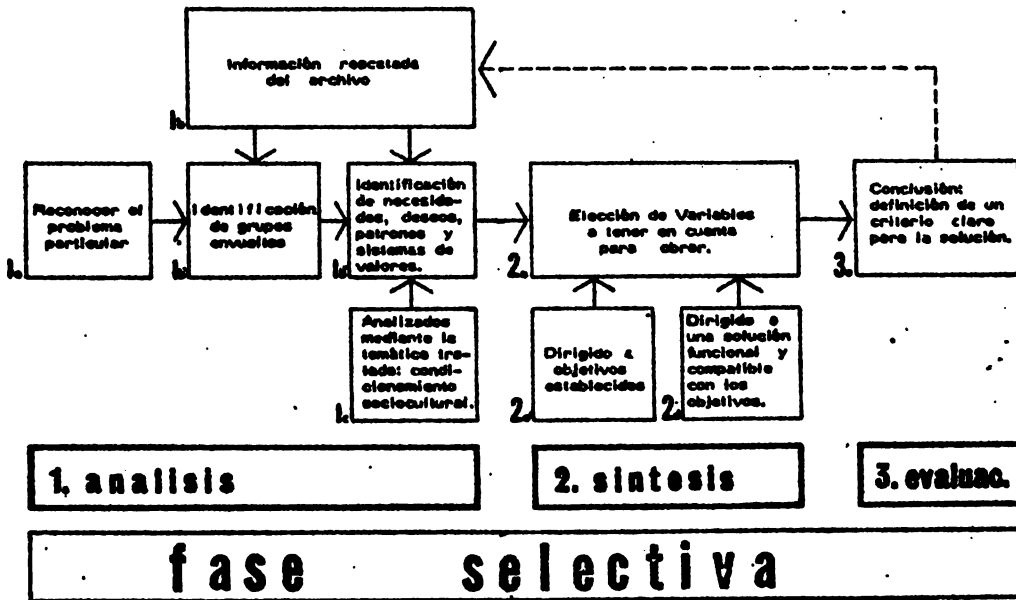 Información rescatada
del archivo
1.
Reconocer el
problema
particular
1.
Identificación
de grupos
envueltos
1.
Identificación
de necesida-
des, deseos,
patrones y
sistemas de
valores.
1.
Elección de Variables
a tener en cuenta
para obrar.
2.
Conclusión:
definición de un
criterio claro
para la solución.
3.
Analizados
mediante la
temática tra-
tada: condi-
cionamiento
sociocultural.
1.
Dirigido a
objetivos
establecidos
2.
Dirigido a
una solución
funcional y
compatible
con los
objetivos.
2.
1. analisis
2. sintesis
3. evaluac.
fase selectiva